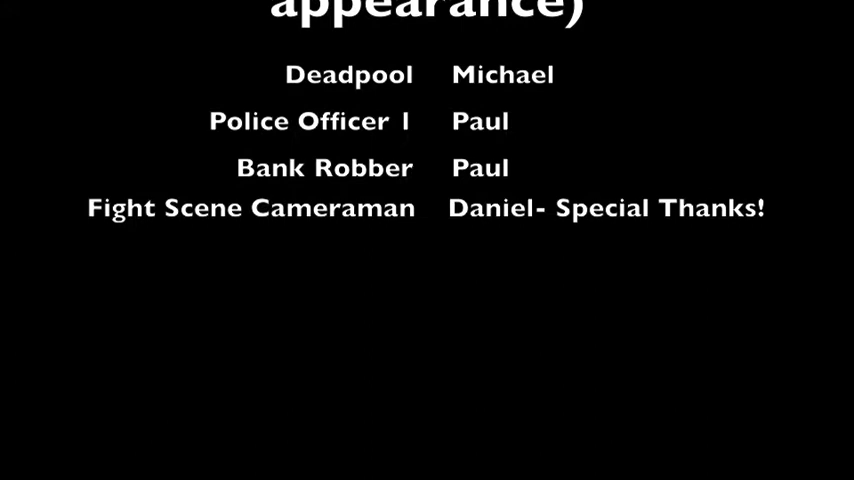 appearance)
Deadpool Michael
Police Officer 1 Paul
Bank Robber Paul
Fight Scene Cameraman Daniel- Special Thanks!